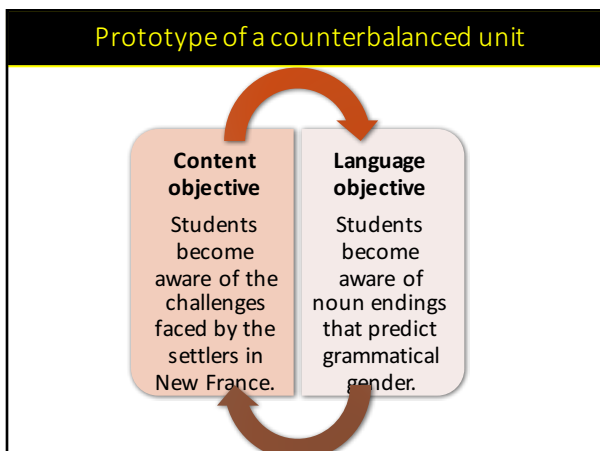 Prototype of a counterbalanced unit
Content
objective
Students
become
aware of the
challenges
faced by the
settlers in
New France.
Language
objective
Students
become
aware of
noun endings
that predict
grammatical
gender.